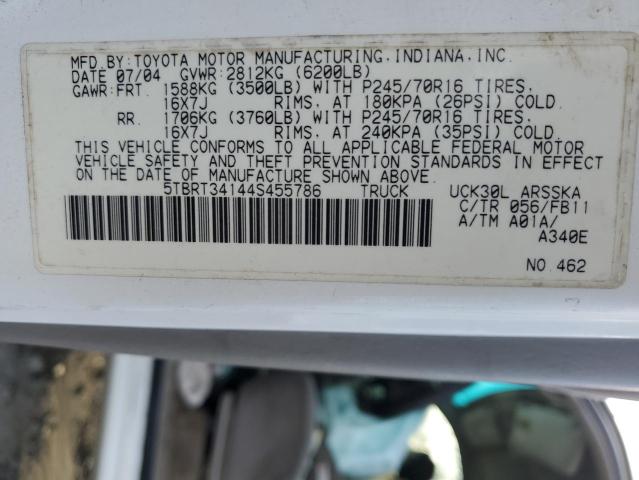 MFD.BY:TOYOTA MOTOR MANUFACTURING,INDIANA,INC.
DATE 07/04 GVWR:2812KG (6200LB)
GAWR:FRT. 1588KG (3500LB) WITH P245/70R16 TIRES,
16X7J RIMS, AT 180KPA (26PSI) COLD.
RR. 1706KG (3760LB) WITH P245/70R16 TIRES,
16X7J RIMS, AT 240KPA (35PSI) COLD.
THIS VEHICLE CONFORMS TO ALL APPLICABLE FEDERAL MOTOR
VEHICLE SAFETY AND THEFT PREVENTION STANDARDS IN EFFECT
ON THE DATE OF MANUFACTURE SHOWN ABOVE.
5TBRT34144S455786 TRUCK UCK30L ARSSKA
C/TR 056/FB11
A/TM A01A/
A340E
NO.462